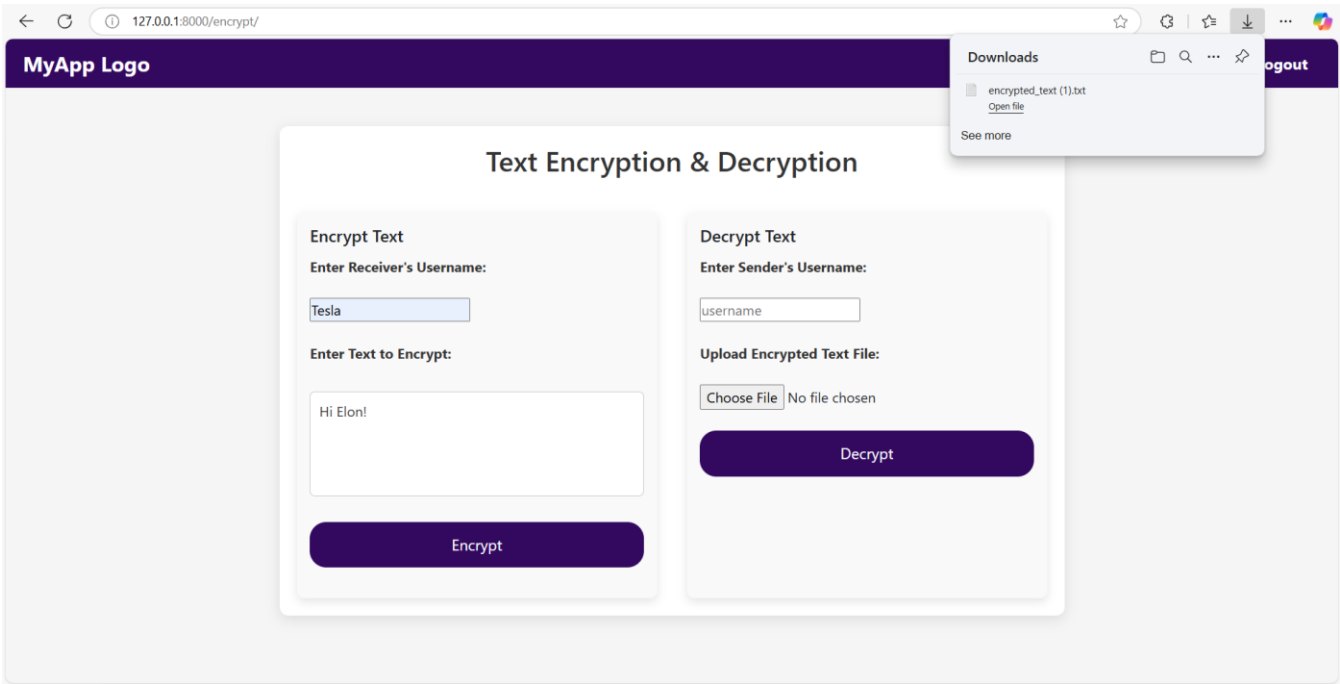 127.0.0.1:8000/encrypt/
MyApp Logo
ogout
Downloads
encrypted_text (1).txt
Open file
See more
Text Encryption & Decryption
Encrypt Text
Enter Receiver's Username:
Tesla
Enter Text to Encrypt:
Hi Elon!
Encrypt
Decrypt Text
Enter Sender's Username:
username
Upload Encrypted Text File:
Choose File No file chosen
Decrypt